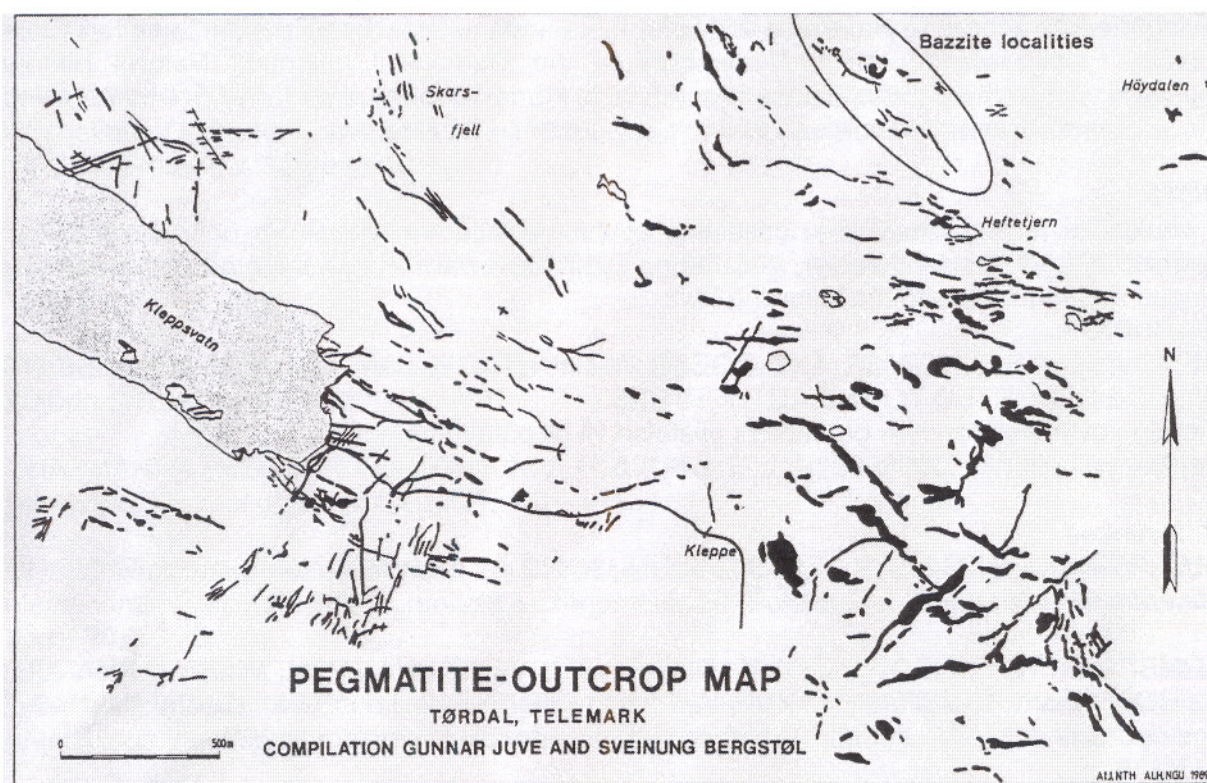 Bazzite localities
Skars-
fjell
Höydalen
Heftetjern
Kleppsvatn
N
Kleppe
PEGMATITE-OUTCROP MAP
TØRDAL, TELEMARK
0 500m
COMPILATION GUNNAR JUVE AND SVEINUNG BERGSTØL